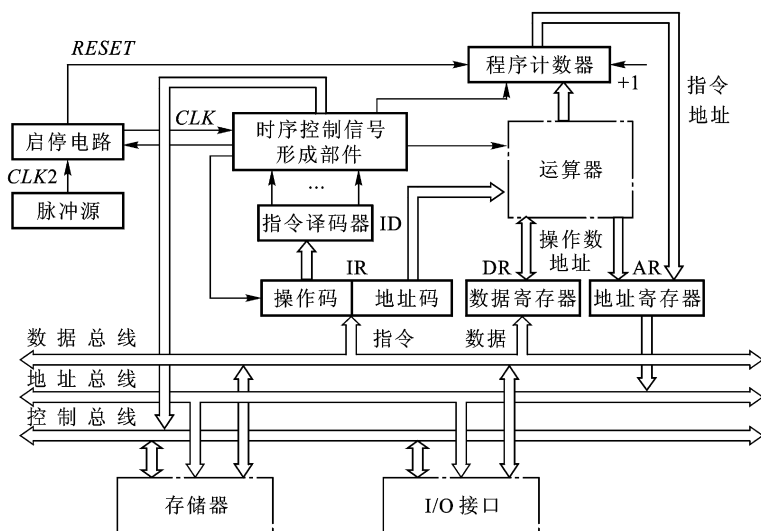 RESET
程序计数器
+1
指令
地址
CLK
启停电路
时序控制信号
形成部件
运算器
CLK2
脉冲源
...
指令译码器
ID
操作数
地址
IR
DR
AR
操作码
地址码
数据寄存器
地址寄存器
数据总线
指令
数据
地址总线
控制总线
存储器
I/O 接口